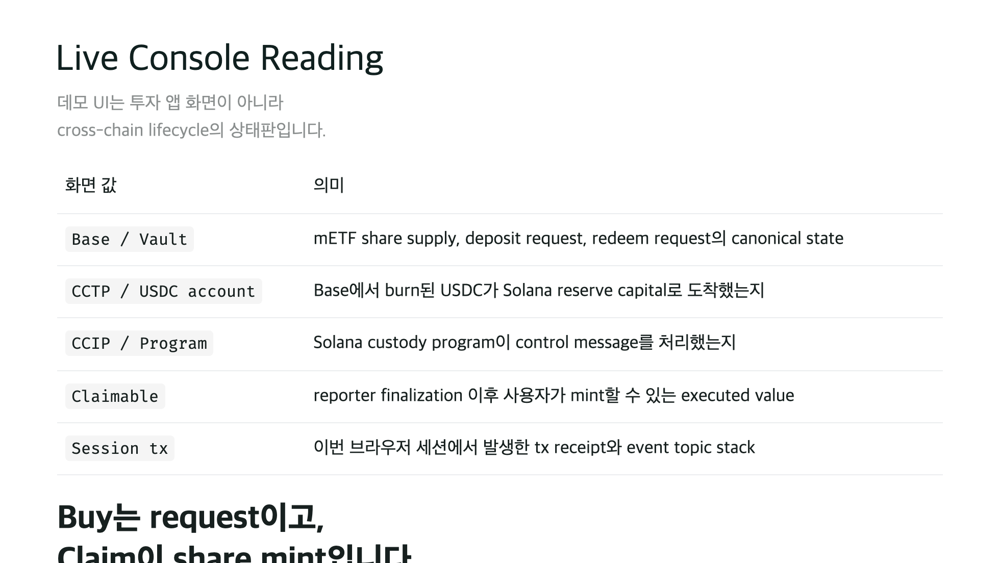 Live Console Reading
데모 UI는 투자 앱 화면이 아니라
cross-chain lifecycle의 상태판입니다.
화면 값 의미
Base / Vault mETF share supply, deposit request, redeem request의 canonical state
CCTP / USDC account Base에서 burn된 USDC가 Solana reserve capital로 도착했는지
CCIP / Program Solana custody program이 control message를 처리했는지
Claimable reporter finalization 이후 사용자가 mint할 수 있는 executed value
Session tx 이번 브라우저 세션에서 발생한 tx receipt와 event topic stack
Buy는 request이고,
Claim이 share mint입니다